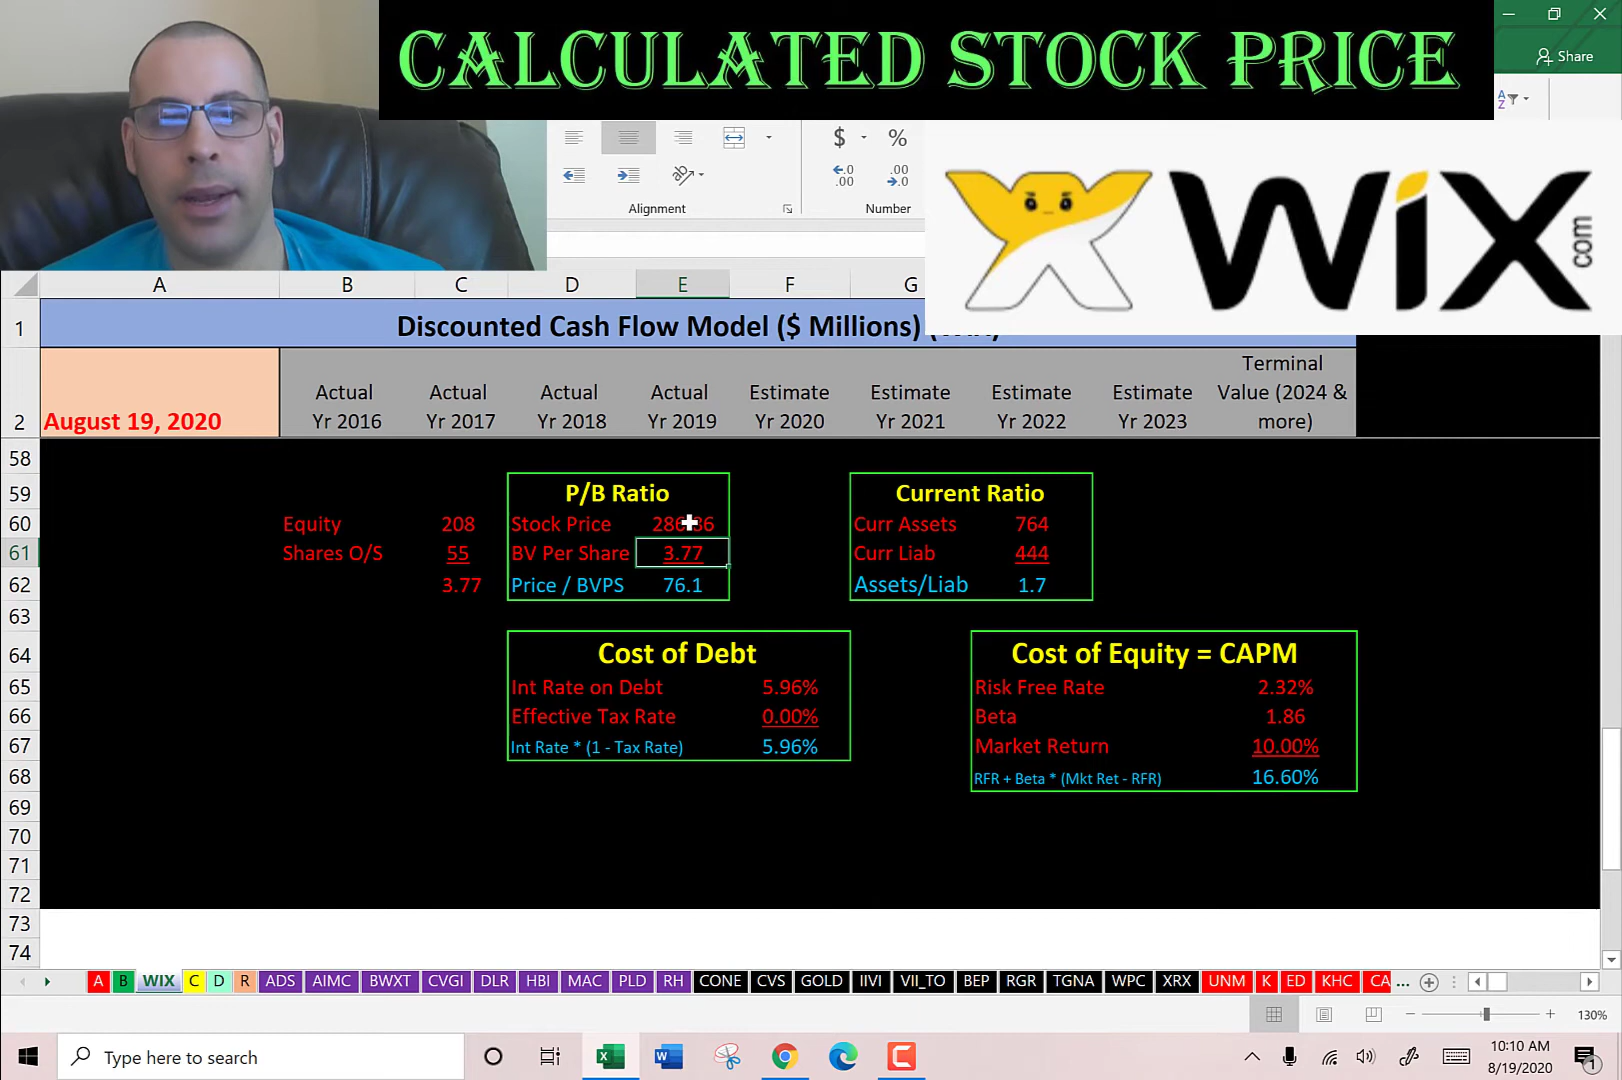 CALCULATED STOCK PRICE
Share
$ %
Alignment
Number
WiX.com
A B C D E F G
1 Discounted Cash Flow Model ($ Millions)
2 August 19, 2020
Actual Yr 2016
Actual Yr 2017
Actual Yr 2018
Actual Yr 2019
Estimate Yr 2020
Estimate Yr 2021
Estimate Yr 2022
Estimate Yr 2023
Terminal Value (2024 & more)
58
59 P/B Ratio Current Ratio
60 Equity 208 Stock Price Curr Assets 764
61 Shares O/S 55 BV Per Share 3.77 Curr Liab 444
62 3.77 Price / BVPS 76.1 Assets/Liab 1.7
63
64 Cost of Debt Cost of Equity = CAPM
65 Int Rate on Debt 5.96% Risk Free Rate 2.32%
66 Effective Tax Rate 0.00% Beta 1.86
67 Int Rate * (1 - Tax Rate) 5.96% Market Return 10.00%
68 RFR + Beta * (Mkt Ret - RFR) 16.60%
69
70
71
72
73
74
A B WIX C D R ADS AIMC BWXT CVGI DLR HBI MAC PLD RH CONE CVS GOLD IIVI VII_TO BEP RGR TGNA WPC XRX UNM K ED KHC CA ...
130%
Type here to search
10:10 AM
8/19/2020
1